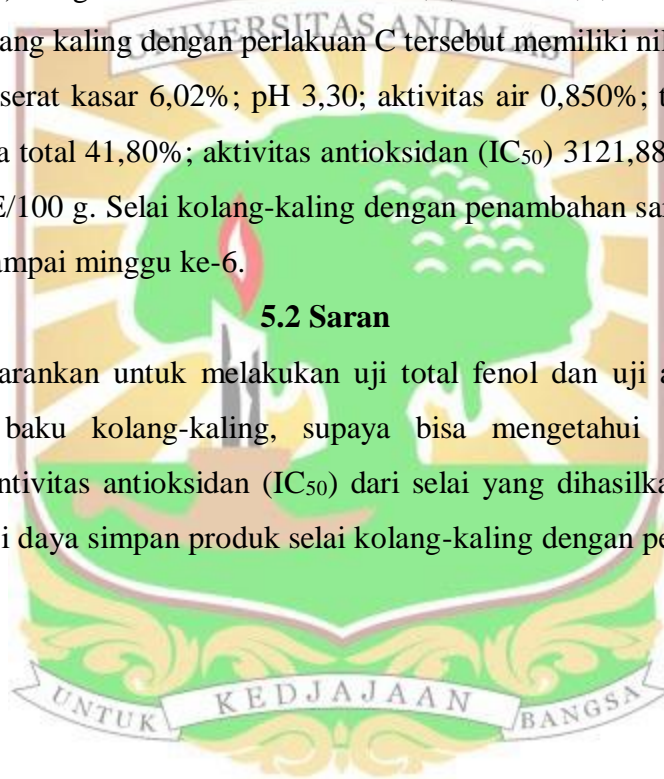 UNIVERSITAS ANDALAS
ang kaling dengan perlakuan C tersebut memiliki nil
serat kasar 6,02%; pH 3,30; aktivitas air 0,850%; t
a total 41,80%; aktivitas antioksidan (IC50) 3121,88
E/100 g. Selai kolang-kaling dengan penambahan sa
ampai minggu ke-6.
5.2 Saran
arankan untuk melakukan uji total fenol dan uji a
baku kolang-kaling, supaya bisa mengetahui
ntivitas antioksidan (IC50) dari selai yang dihasilka
i daya simpan produk selai kolang-kaling dengan pe
UNTUK KEDJAJAAN BANGSA